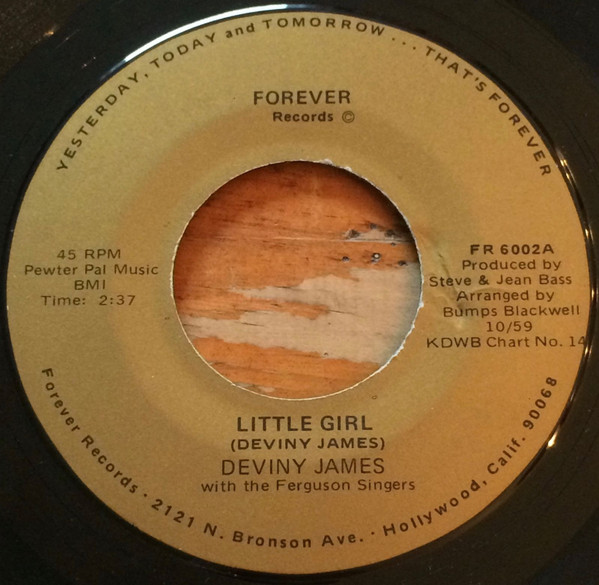 YESTERDAY, TODAY and TOMORROW . . . THAT'S FOREVER
FOREVER
Records ©
45 RPM
Pewter Pal Music
BMI
Time: 2:37
FR 6002A
Produced by
Steve & Jean Bass
Arranged by
Bumps Blackwell
10/59
KDWB Chart No. 14
LITTLE GIRL
(DEVINY JAMES)
DEVINY JAMES
with the Ferguson Singers
Forever Records · 2121 N. Bronson Ave. · Hollywood, Calif. 90068